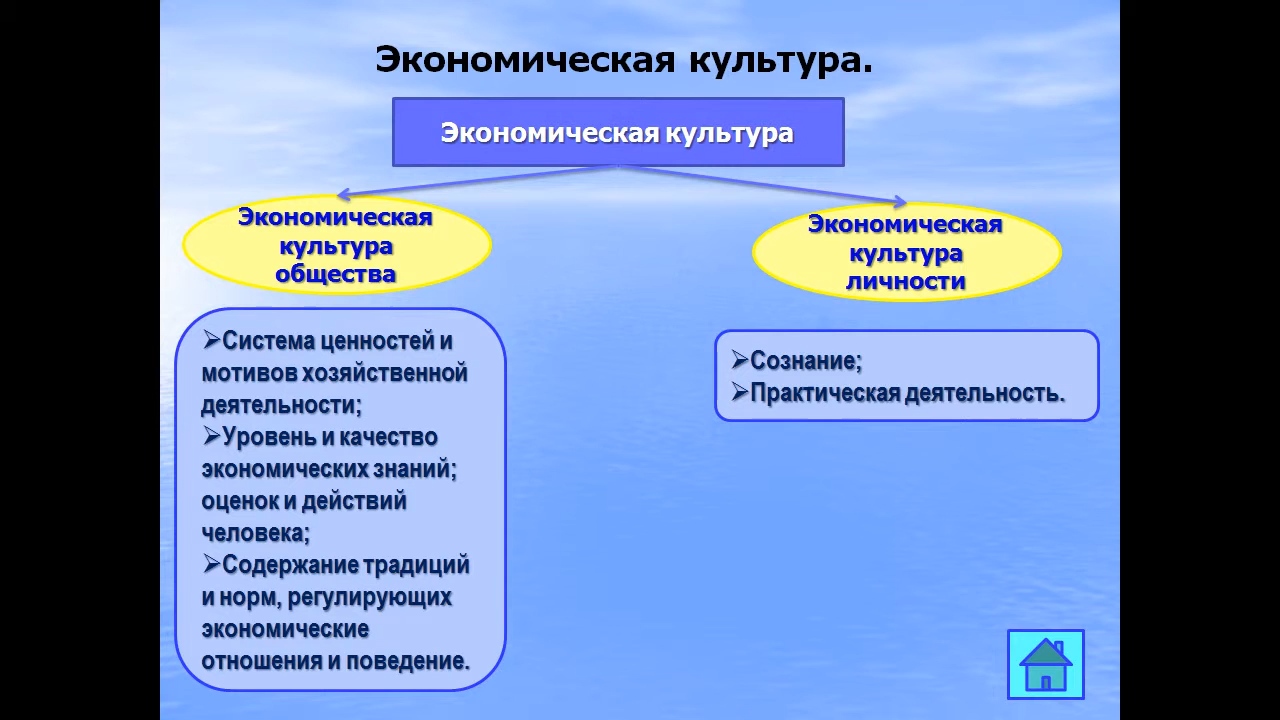 Экономическая культура.
Экономическая культура
Экономическая
культура
общества
Экономическая
культура
личности
➢Система ценностей и
мотивов хозяйственной
деятельности;
➢Уровень и качество
экономических знаний;
оценок и действий
человека;
➢Содержание традиций
и норм, регулирующих
экономические
отношения и поведение.
➢Сознание;
➢Практическая деятельность.